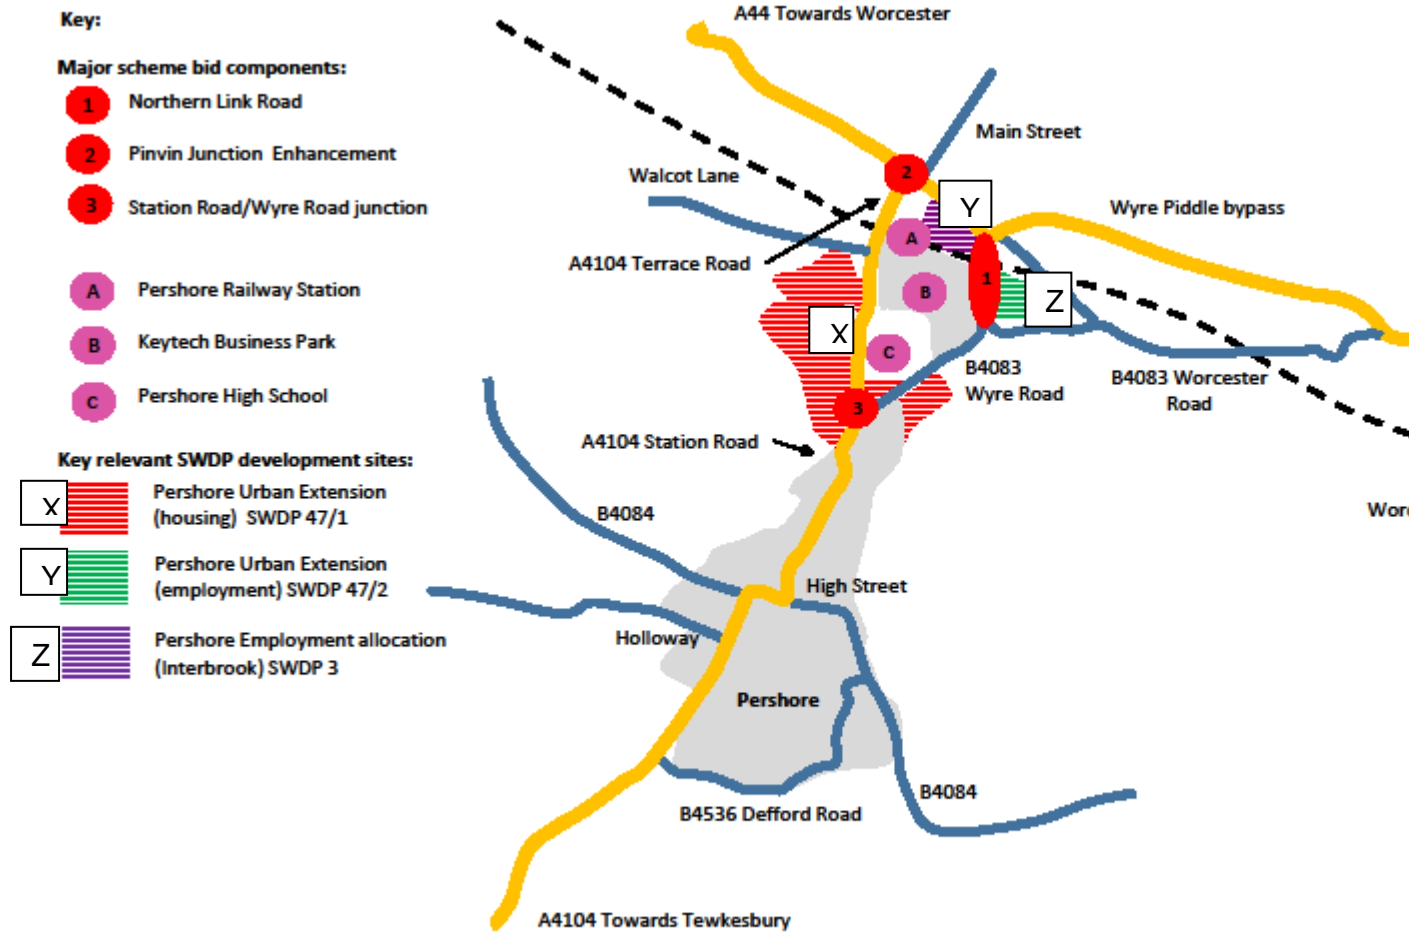 Key:
Major scheme bid components:
1 Northern Link Road
2 Pinvin Junction Enhancement
3 Station Road/Wyre Road junction
A Pershore Railway Station
B Keytech Business Park
C Pershore High School
Key relevant SWDP development sites:
X Pershore Urban Extension
(housing) SWDP 47/1
Y Pershore Urban Extension
(employment) SWDP 47/2
Z Pershore Employment allocation
(Interbrook) SWDP 3
A44 Towards Worcester
Main Street
Walcot Lane
2
Y
Wyre Piddle bypass
A
A4104 Terrace Road
1
B
Z
X
C
B4083
Wyre Road
B4083 Worcester
Road
3
A4104 Station Road
B4084
High Street
Holloway
Pershore
B4084
B4536 Defford Road
A4104 Towards Tewkesbury